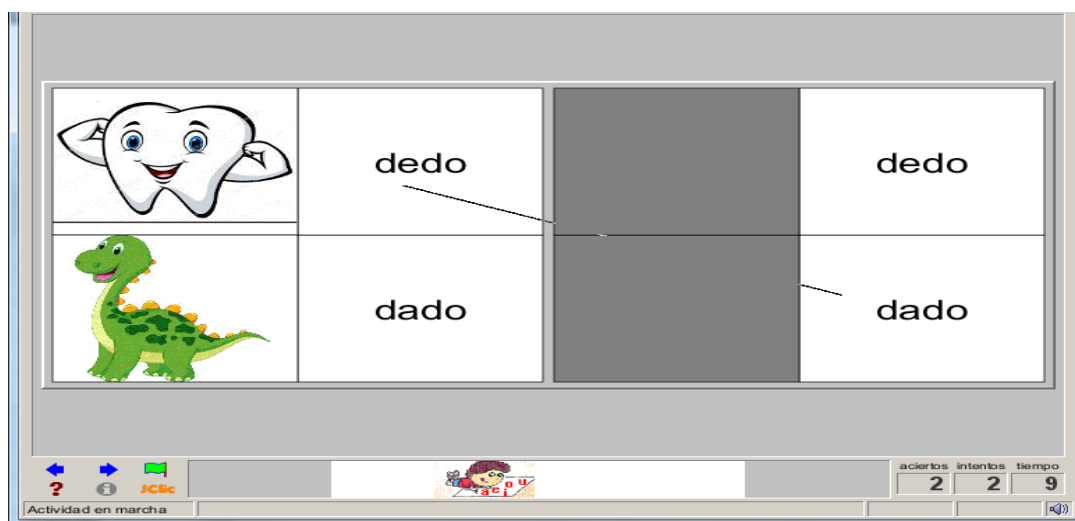 dedo dedo
dado dado
a e i o u
aciertos intentos tiempo
? i JClic 2 2 9
Actividad en marcha